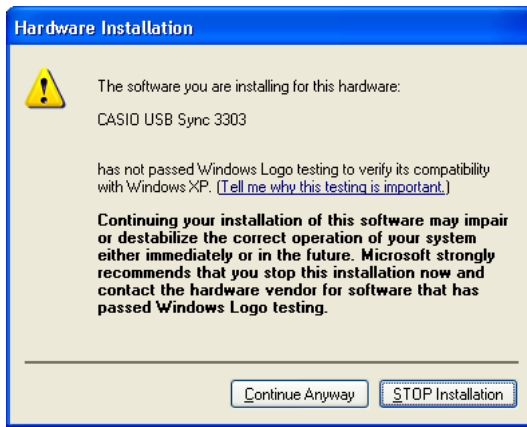 Hardware Installation
The software you are installing for this hardware:
CASIO USB Sync 3303
has not passed Windows Logo testing to verify its compatibility
with Windows XP. (Tell me why this testing is important.)
Continuing your installation of this software may impair
or destabilize the correct operation of your system
either immediately or in the future. Microsoft strongly
recommends that you stop this installation now and
contact the hardware vendor for software that has
passed Windows Logo testing.
Continue Anyway
STOP Installation